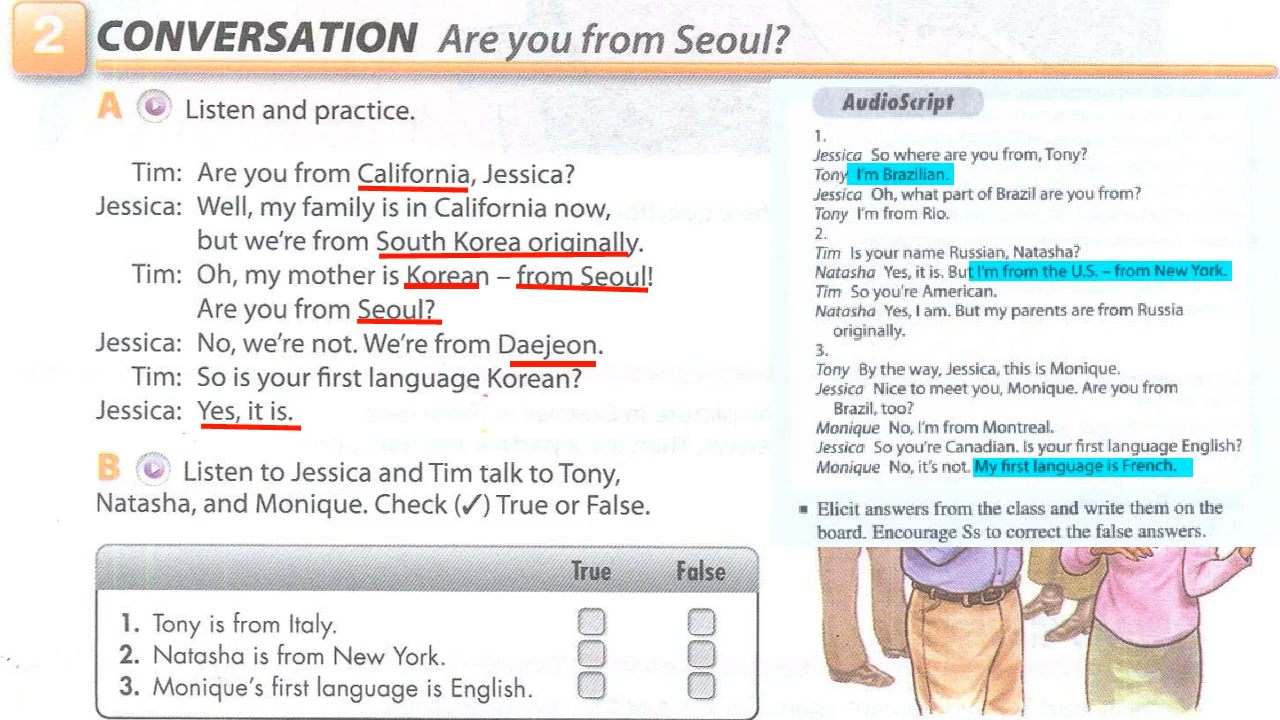 2 CONVERSATION Are you from Seoul?
A Listen and practice.
Tim: Are you from California, Jessica?
Jessica: Well, my family is in California now,
but we're from South Korea originally.
Tim: Oh, my mother is Korean – from Seoul!
Are you from Seoul?
Jessica: No, we're not. We're from Daejeon.
Tim: So is your first language Korean?
Jessica: Yes, it is.
B Listen to Jessica and Tim talk to Tony,
Natasha, and Monique. Check (✓) True or False.
True False
1. Tony is from Italy.
2. Natasha is from New York.
3. Monique's first language is English.
AudioScript
1.
Jessica So where are you from, Tony?
Tony I'm Brazilian.
Jessica Oh, what part of Brazil are you from?
Tony I'm from Rio.
2.
Tim Is your name Russian, Natasha?
Natasha Yes, it is. But I'm from the U.S. – from New York.
Tim So you're American.
Natasha Yes, I am. But my parents are from Russia
originally.
3.
Tony By the way, Jessica, this is Monique.
Jessica Nice to meet you, Monique. Are you from
Brazil, too?
Monique No, I'm from Montreal.
Jessica So you're Canadian. Is your first language English?
Monique No, it's not. My first language is French.
▪ Elicit answers from the class and write them on the
board. Encourage Ss to correct the false answers.